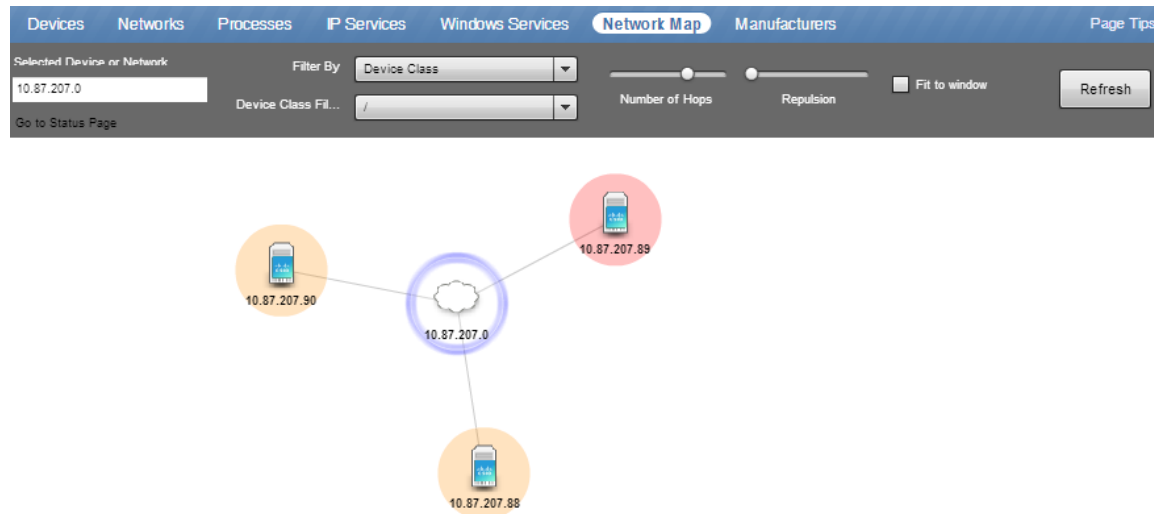 Devices Networks Processes IP Services Windows Services Network Map Manufacturers Page Tips
Selected Device or Network
10.87.207.0
Go to Status Page
Filter By Device Class
Device Class Fil... /
Number of Hops
Repulsion
Fit to window
Refresh
10.87.207.89
10.87.207.90
10.87.207.0
10.87.207.88